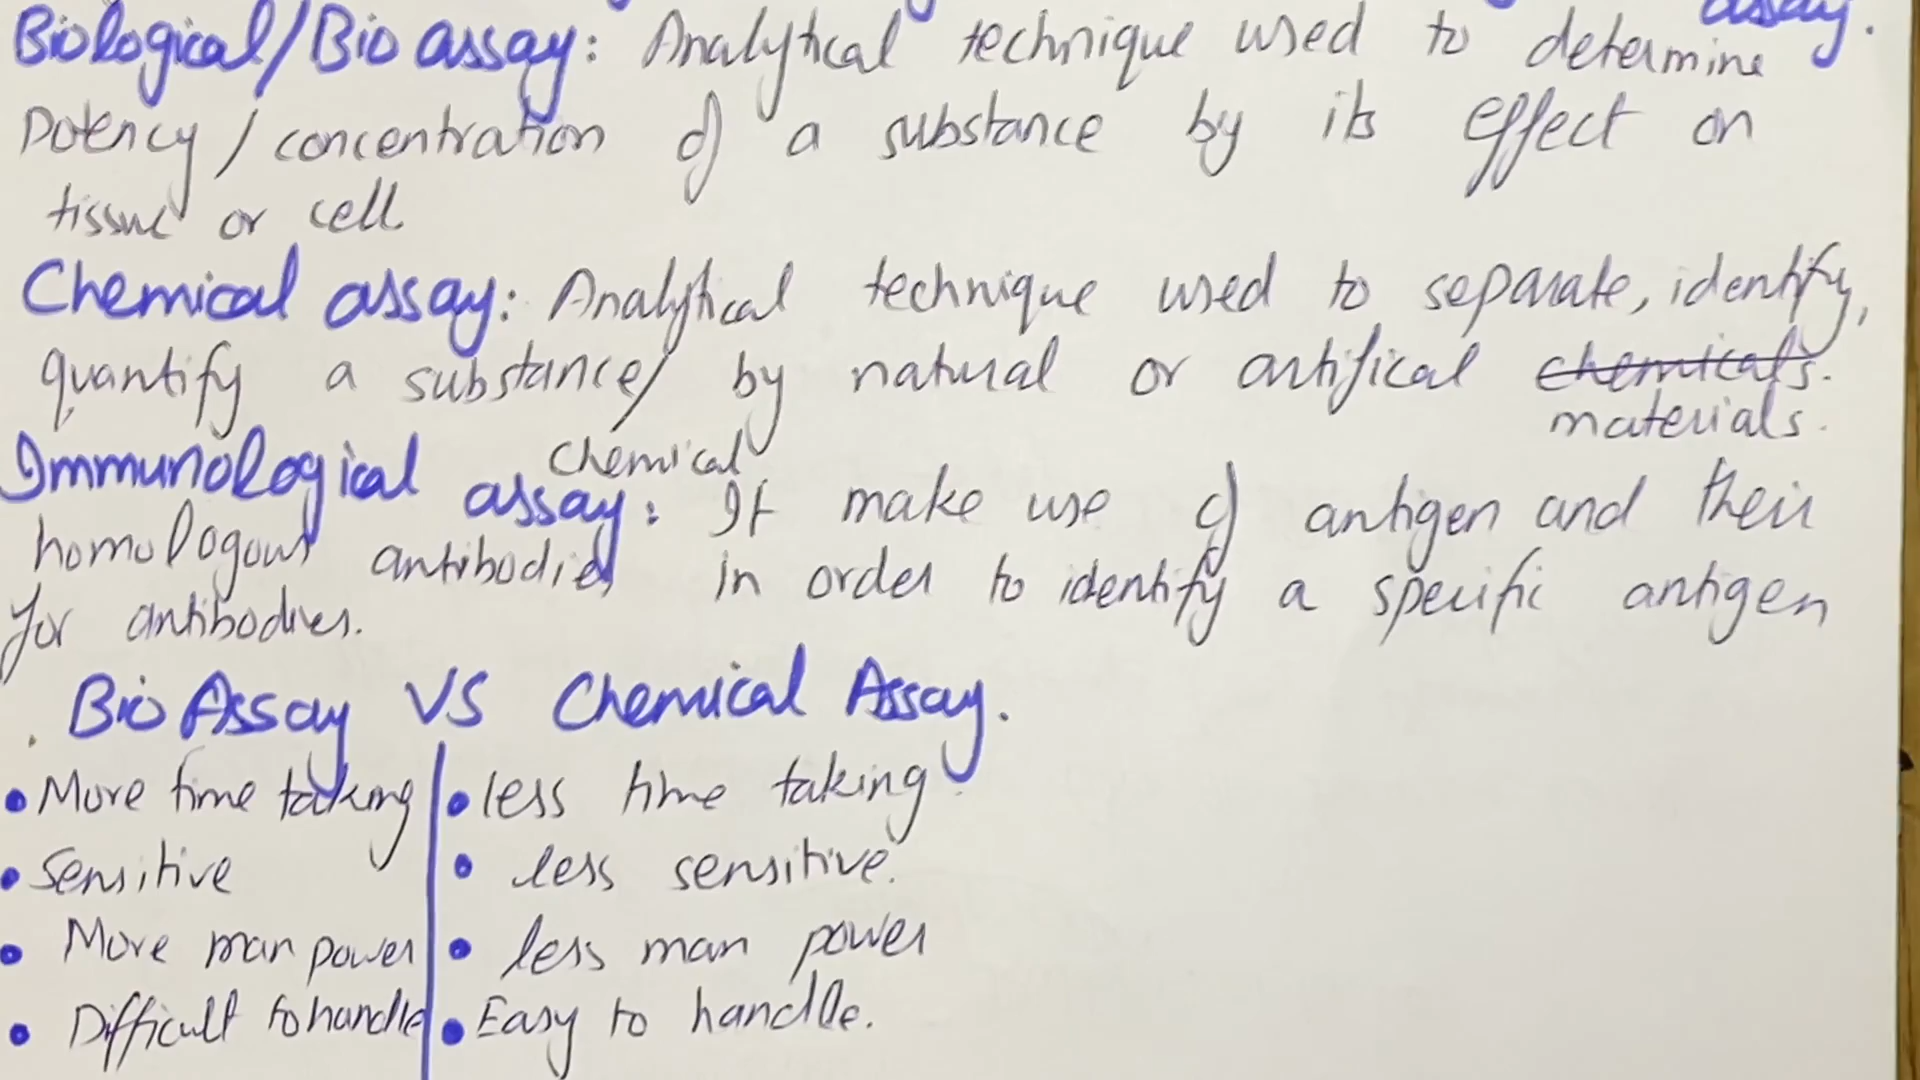 assay.
Biological/Bio assay: Analytical technique used to determine
Potency / concentration of a substance by its effect on
tissue or cell
Chemical assay: Analytical technique used to separate, identify,
quantify a substance/ by natural or artifical chemicals.
materials.
chemical
Immunological assay: It make use of antigen and their
homologous antibodies in order to identify a specific antigen
for antibodies.
Bio Assay VS Chemical Assay.
• More time taking • less time taking
• Sensitive • less sensitive.
• More man power • less man power
• Difficult to handle • Easy to handle.